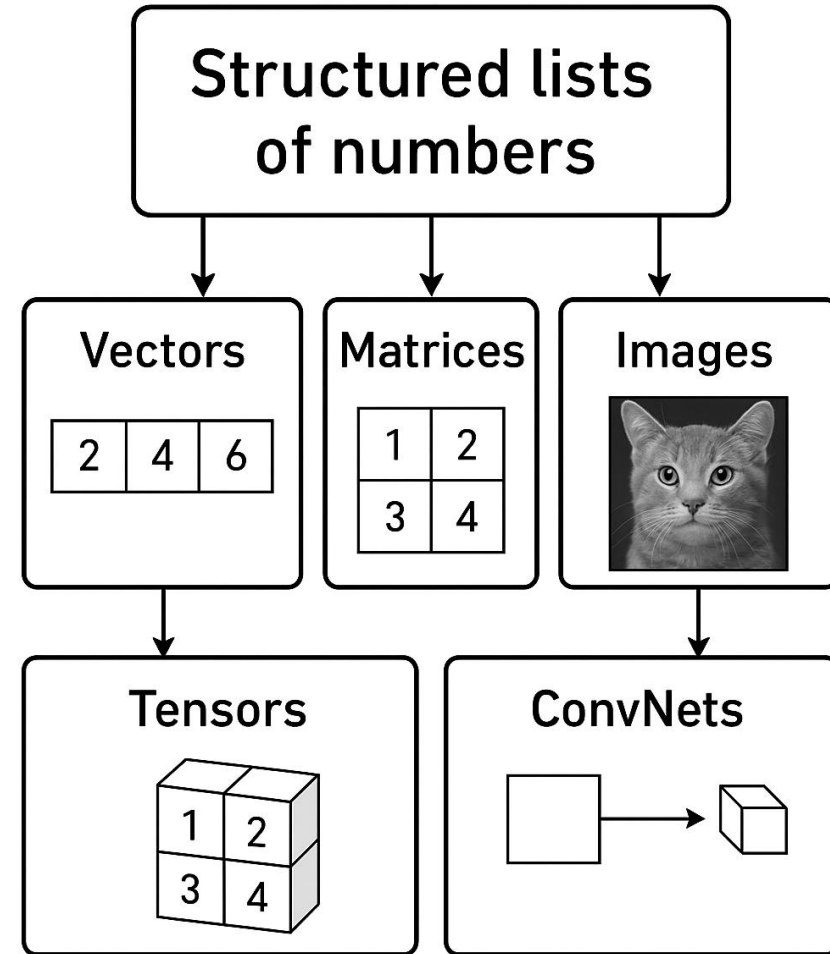 Structured lists
of numbers
Vectors
2 4 6
Matrices
1 2
3 4
Images
Tensors
1 2
3 4
ConvNets